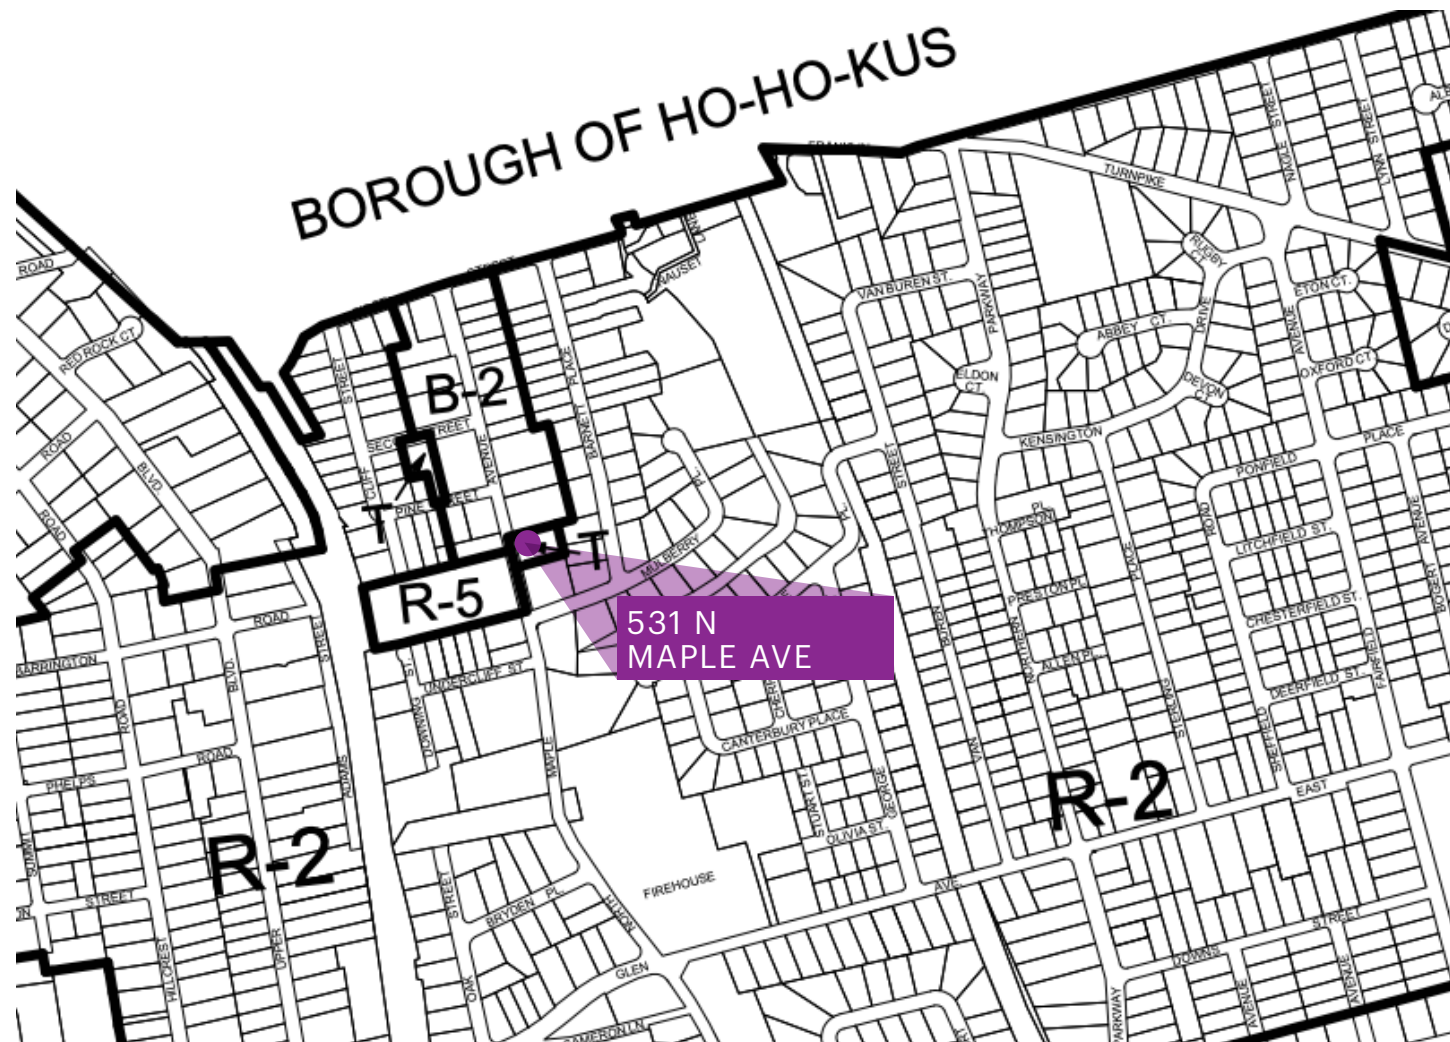 BOROUGH OF HO-HO-KUS
TURNPIKE
NAGLE STREET
LYNN STREET
ROAD
RED ROCK CT.
RUGBY CT.
VAN BUREN ST.
PARKWAY
ETON CT.
ABBEY CT.
DRIVE
AVENUE
OXFORD CT.
ELDON CT.
DEVON CT.
STREET
B-2
BARNETT PLACE
SECOND STREET
AVENUE
CLIFF
KENSINGTON
PLACE
PONFIELD
ROAD
BLVD.
ROAD
STREET
PL.
PL.
T
PINE STREET
T
MULBERRY
THOMPSON PL.
ROAD
LITCHFIELD ST.
AVENUE
PLACE
R-5
531 N
MAPLE AVE
PRESTON PL.
CHESTERFIELD ST.
ROAD
STREET
BUREN
HARRINGTON
BLVD.
ST.
UNDERCLIFF ST.
NORTHERN
ALLEN PL.
DEERFIELD ST.
FAIRFIELD
ROAD
DOWNING
CANTERBURY PLACE
STERLING
ROAD
MAPLE
VAN
PHELPS
ADAMS
STUART ST.
GEORGE
R-2
EAST
OLIVIA ST.
SUMMIT
R-2
AVE.
FIREHOUSE
STREET
STREET
BRYDEN PL.
NORTH
STREET
UPPER
HILLCREST
OAK
GLEN
DOWNS
AVENUE
AVENUE
CAMERON LN.